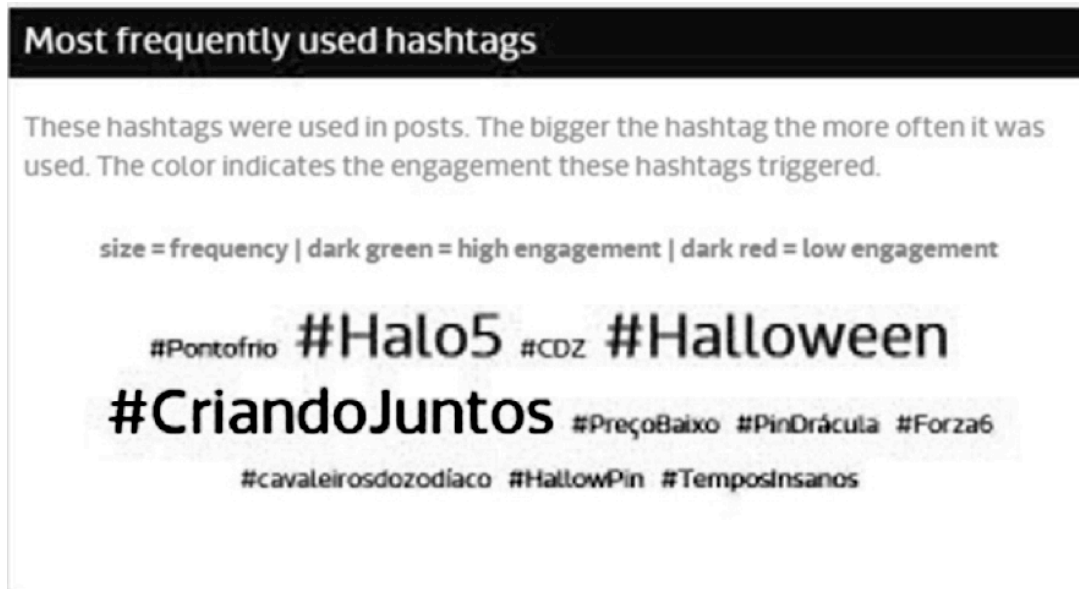 Most frequently used hashtags
These hashtags were used in posts. The bigger the hashtag the more often it was
used. The color indicates the engagement these hashtags triggered.
size = frequency | dark green = high engagement | dark red = low engagement
#Pontofrio #Halo5 #CDZ #Halloween
#CriandoJuntos #PreçoBaixo #PinDrácula #Forza6
#cavaleirosdozodíaco #HallowPin #TemposInsanos